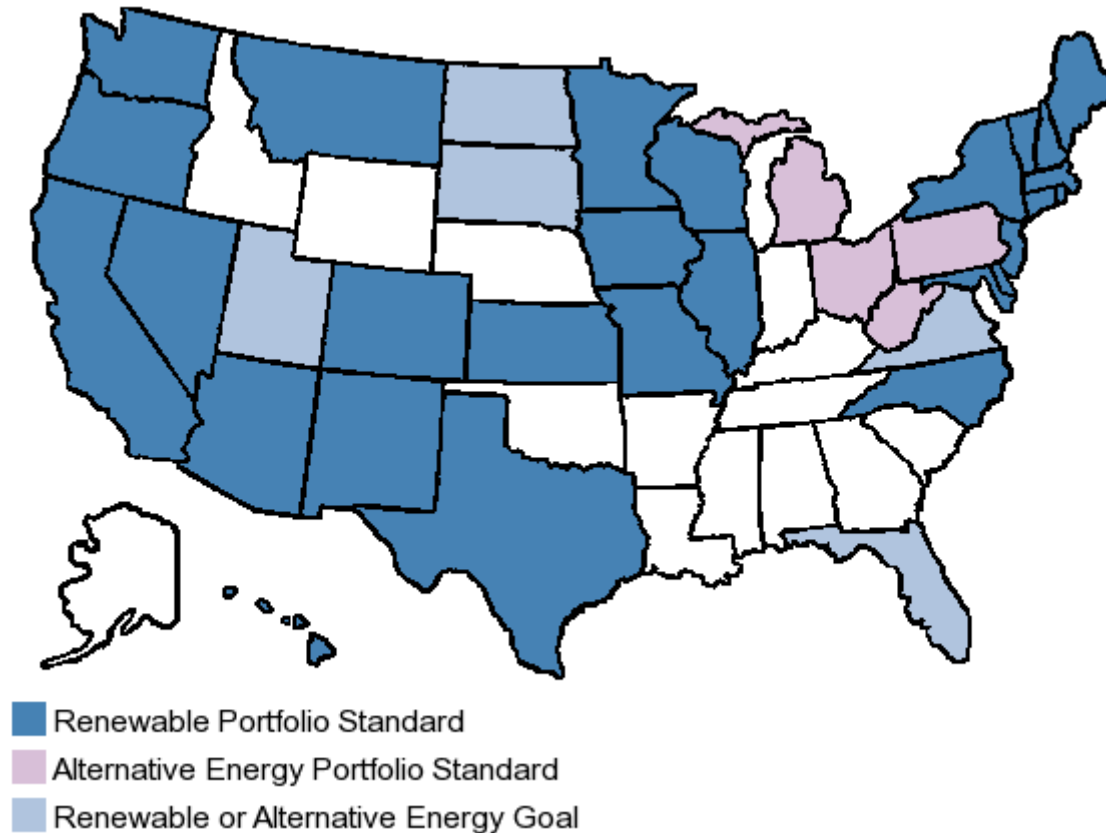 Renewable Portfolio Standard
Alternative Energy Portfolio Standard
Renewable or Alternative Energy Goal